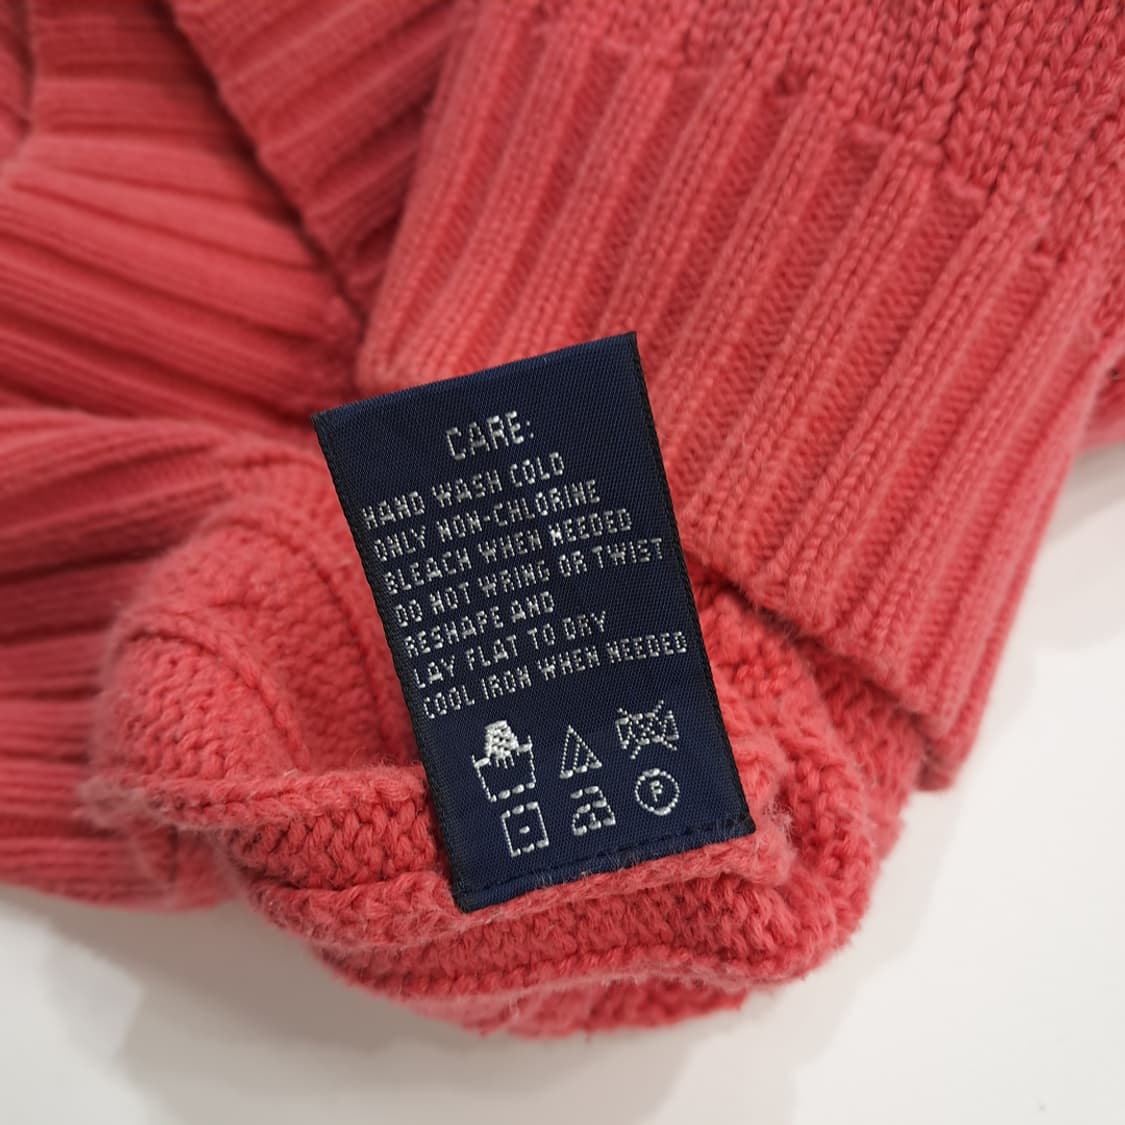 CARE:
HAND WASH COLD
ONLY NON-CHLORINE
BLEACH WHEN NEEDED
DO NOT WRING OR TWIST
RESHAPE AND
LAY FLAT TO DRY
COOL IRON WHEN NEEDED
P